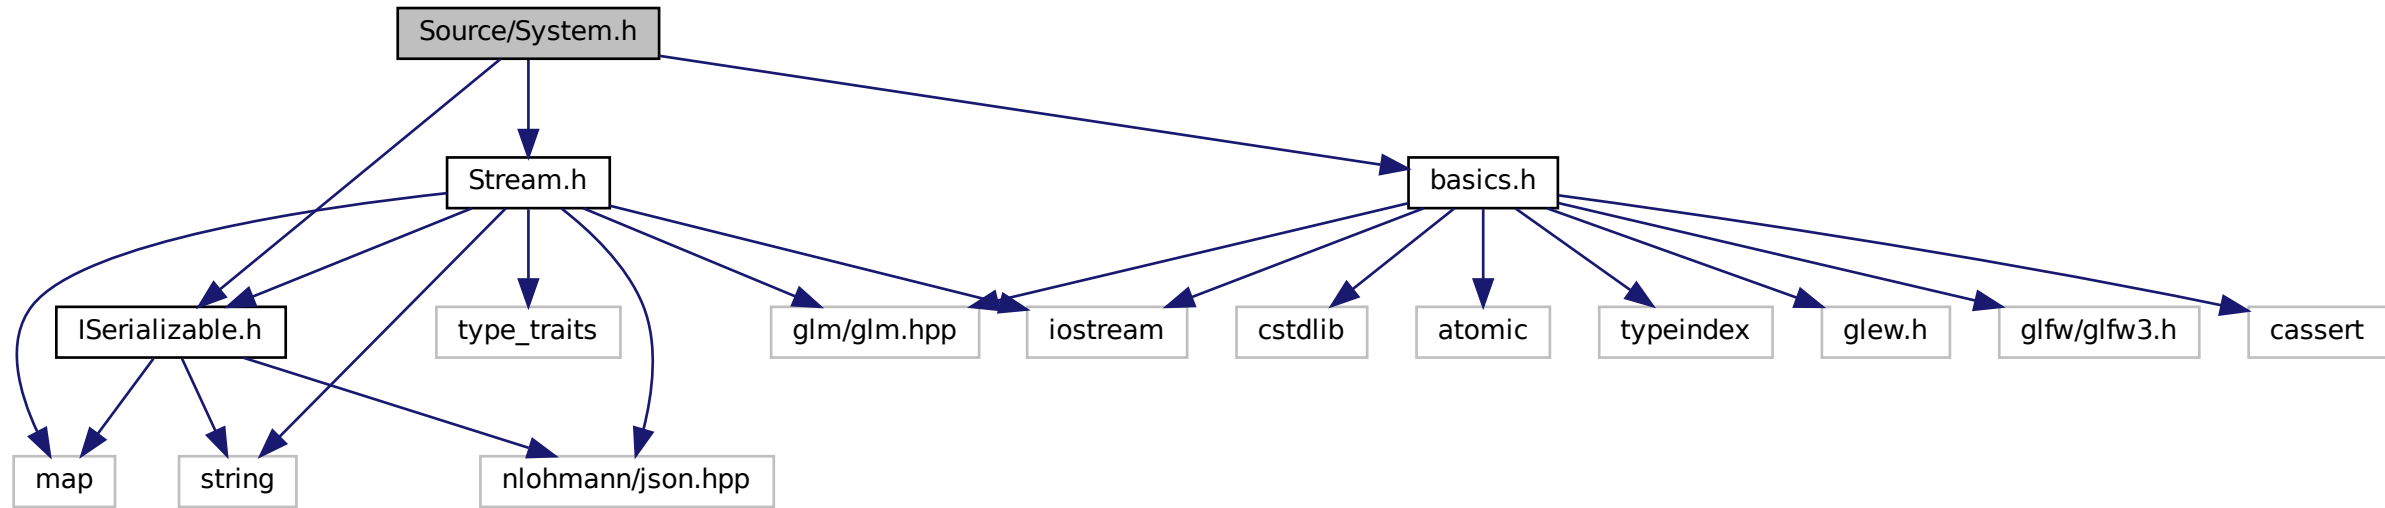 Source/System.h
Stream.h
basics.h
ISerializable.h
type_traits
glm/glm.hpp
iostream
cstdlib
atomic
typeindex
glew.h
glfw/glfw3.h
cassert
map
string
nlohmann/json.hpp